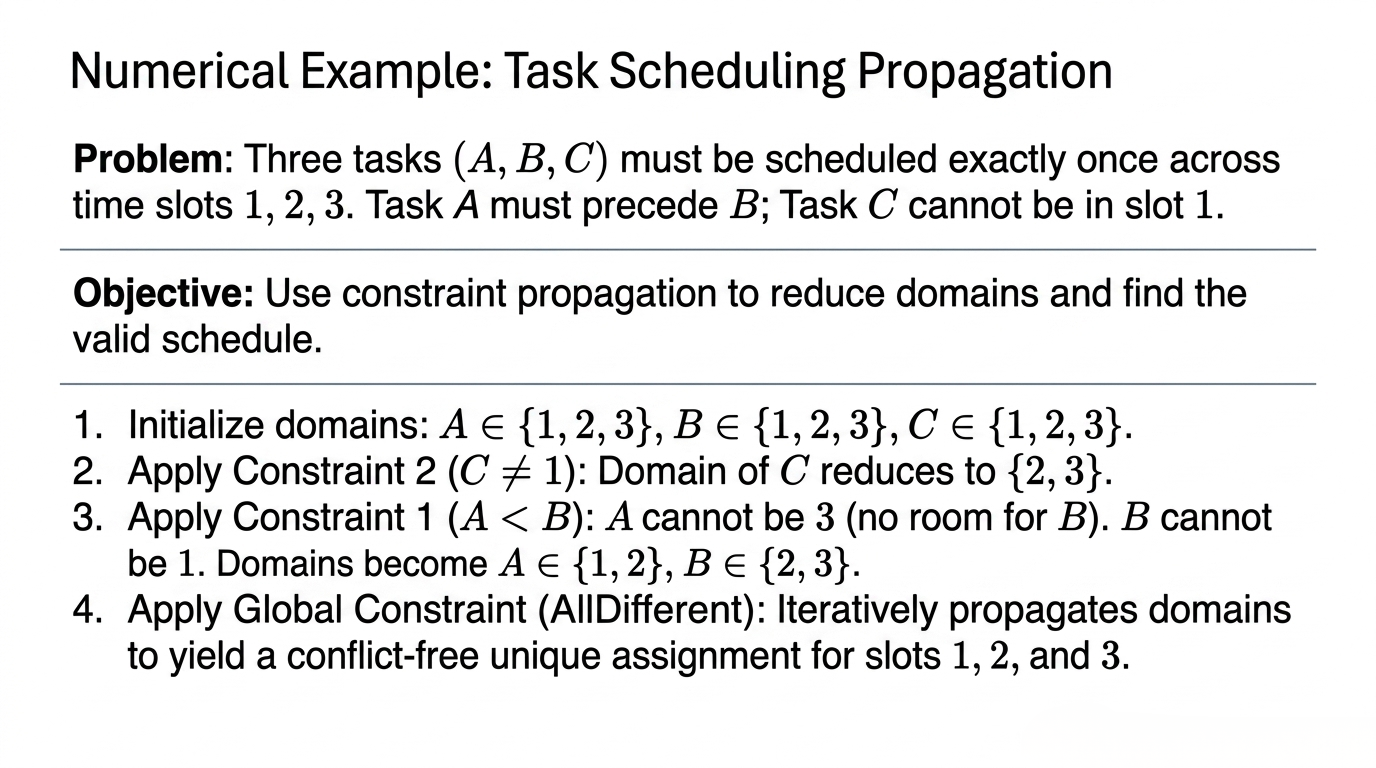 Numerical Example: Task Scheduling Propagation
Problem: Three tasks (A, B, C) must be scheduled exactly once across
time slots 1, 2, 3. Task A must precede B; Task C cannot be in slot 1.
Objective: Use constraint propagation to reduce domains and find the
valid schedule.
1. Initialize domains: A ∈ {1, 2, 3}, B ∈ {1, 2, 3}, C ∈ {1, 2, 3}.
2. Apply Constraint 2 (C ≠ 1): Domain of C reduces to {2, 3}.
3. Apply Constraint 1 (A < B): A cannot be 3 (no room for B). B cannot
be 1. Domains become A ∈ {1, 2}, B ∈ {2, 3}.
4. Apply Global Constraint (AllDifferent): Iteratively propagates domains
to yield a conflict-free unique assignment for slots 1, 2, and 3.